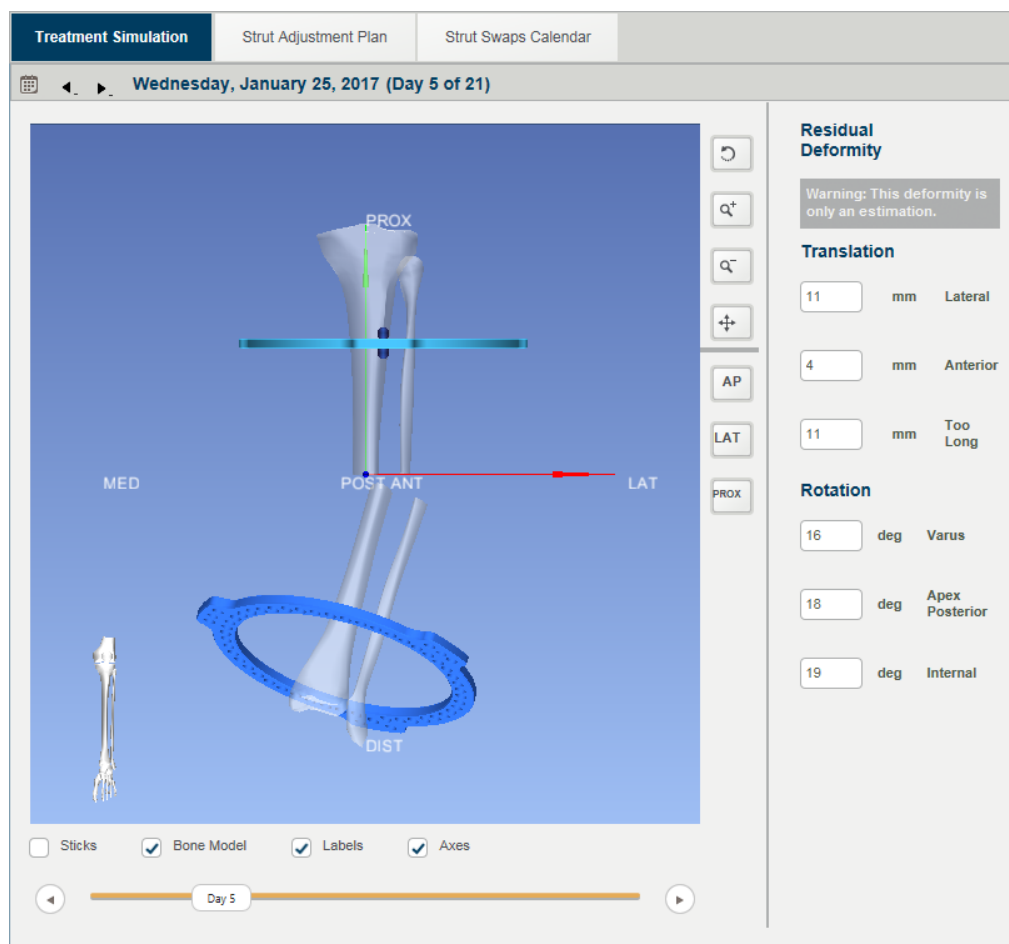 Treatment Simulation
Strut Adjustment Plan
Strut Swaps Calendar
Wednesday, January 25, 2017 (Day 5 of 21)
PROX
MED
POST ANT
LAT
DIST
AP
LAT
PROX
Residual
Deformity
Warning: This deformity is
only an estimation.
Translation
11 mm Lateral
4 mm Anterior
11 mm Too
Long
Rotation
16 deg Varus
18 deg Apex
Posterior
19 deg Internal
Sticks
Bone Model
Labels
Axes
Day 5